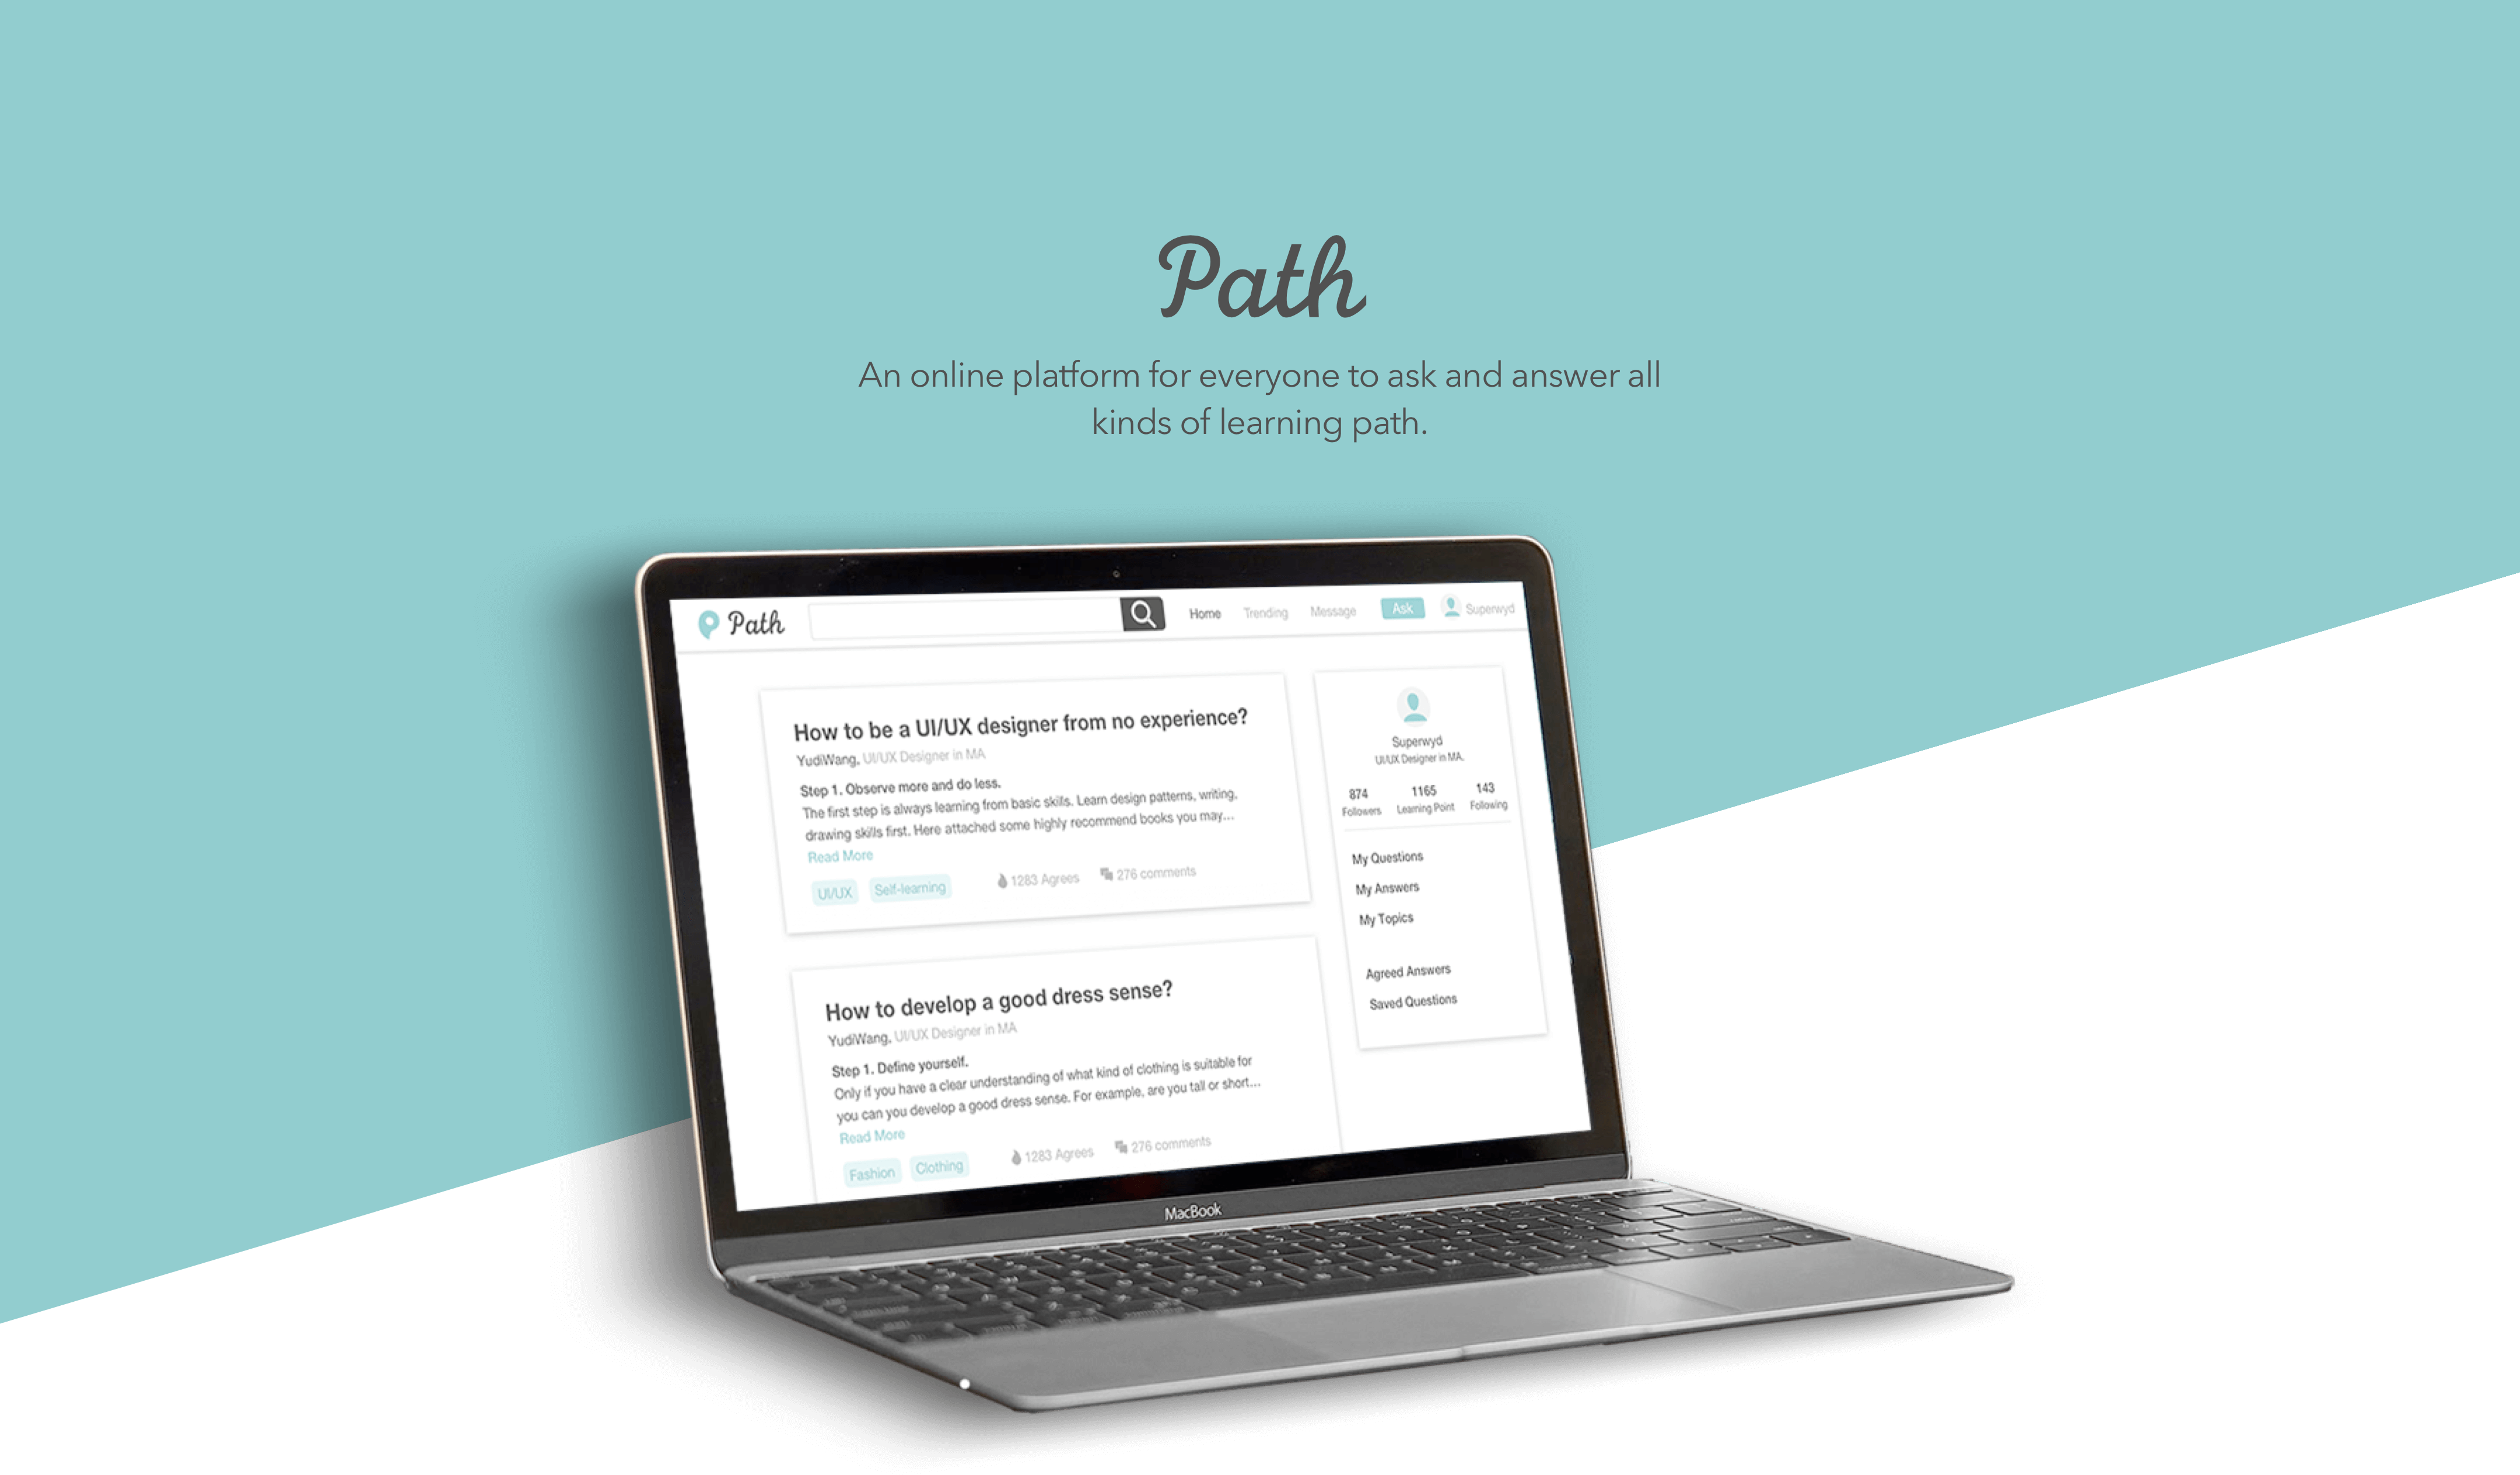 Path
An online platform for everyone to ask and answer all
kinds of learning path.
Path
Home Trending Message Ask Superwyd
How to be a UI/UX designer from no experience?
YudiWang, UI/UX Designer in MA
Step 1. Observe more and do less.
The first step is always learning from basic skills. Learn design patterns, writing,
drawing skills first. Here attached some highly recommend books you may...
Read More
UI/UX Self-learning 1283 Agrees 276 comments
How to develop a good dress sense?
YudiWang, UI/UX Designer in MA
Step 1. Define yourself.
Only if you have a clear understanding of what kind of clothing is suitable for
you can you develop a good dress sense. For example, are you tall or short...
Read More
Fashion Clothing 1283 Agrees 276 comments
Superwyd
UI/UX Designer in MA.
874 1165 143
Followers Learning Point Following
My Questions
My Answers
My Topics
Agreed Answers
Saved Questions
MacBook